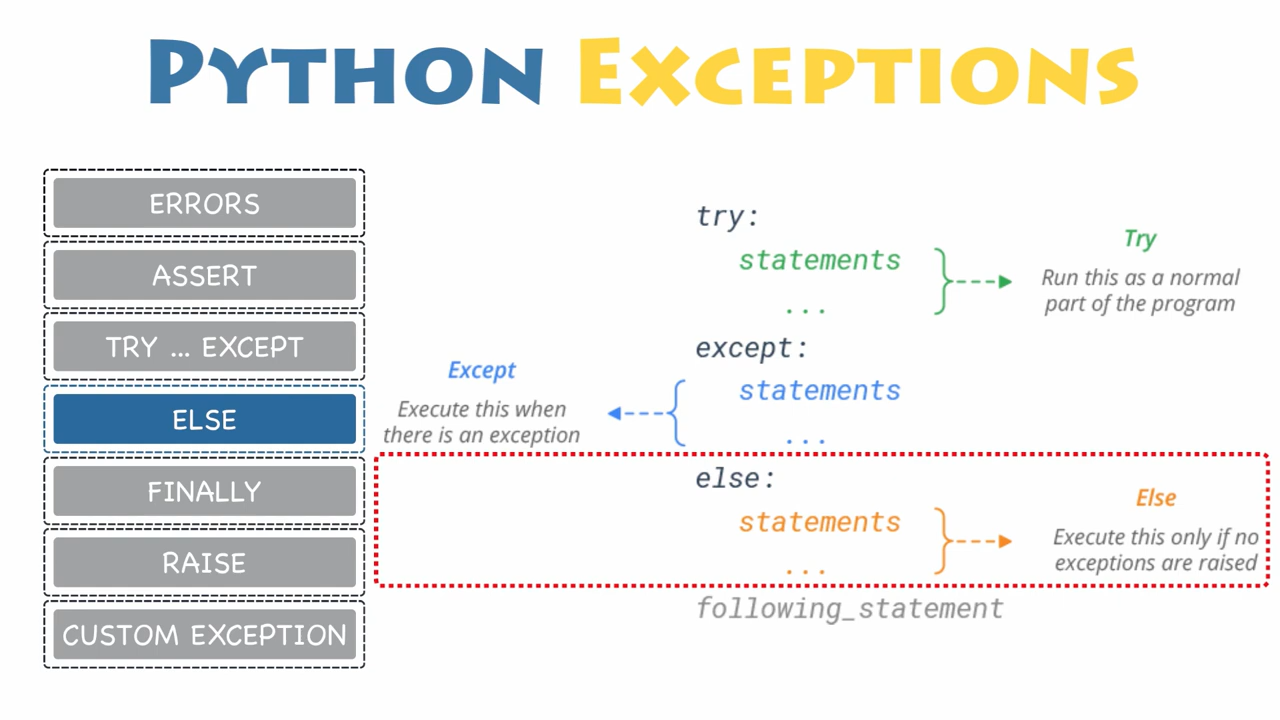 PYTHON EXCEPTIONS
ERRORS
ASSERT
TRY ... EXCEPT
ELSE
FINALLY
RAISE
CUSTOM EXCEPTION
try:
statements
...
Try
Run this as a normal
part of the program
except:
statements
...
Except
Execute this when
there is an exception
else:
statements
...
Else
Execute this only if no
exceptions are raised
following_statement